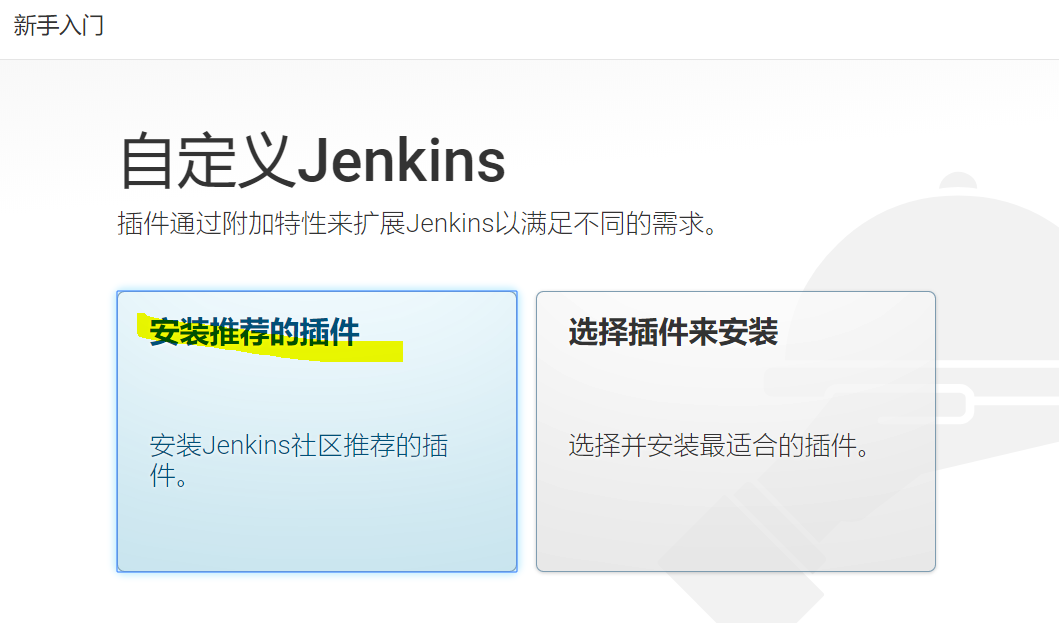 新手入门
自定义Jenkins
插件通过附加特性来扩展Jenkins以满足不同的需求。
安装推荐的插件
安装Jenkins社区推荐的插
件。
选择插件来安装
选择并安装最适合的插件。